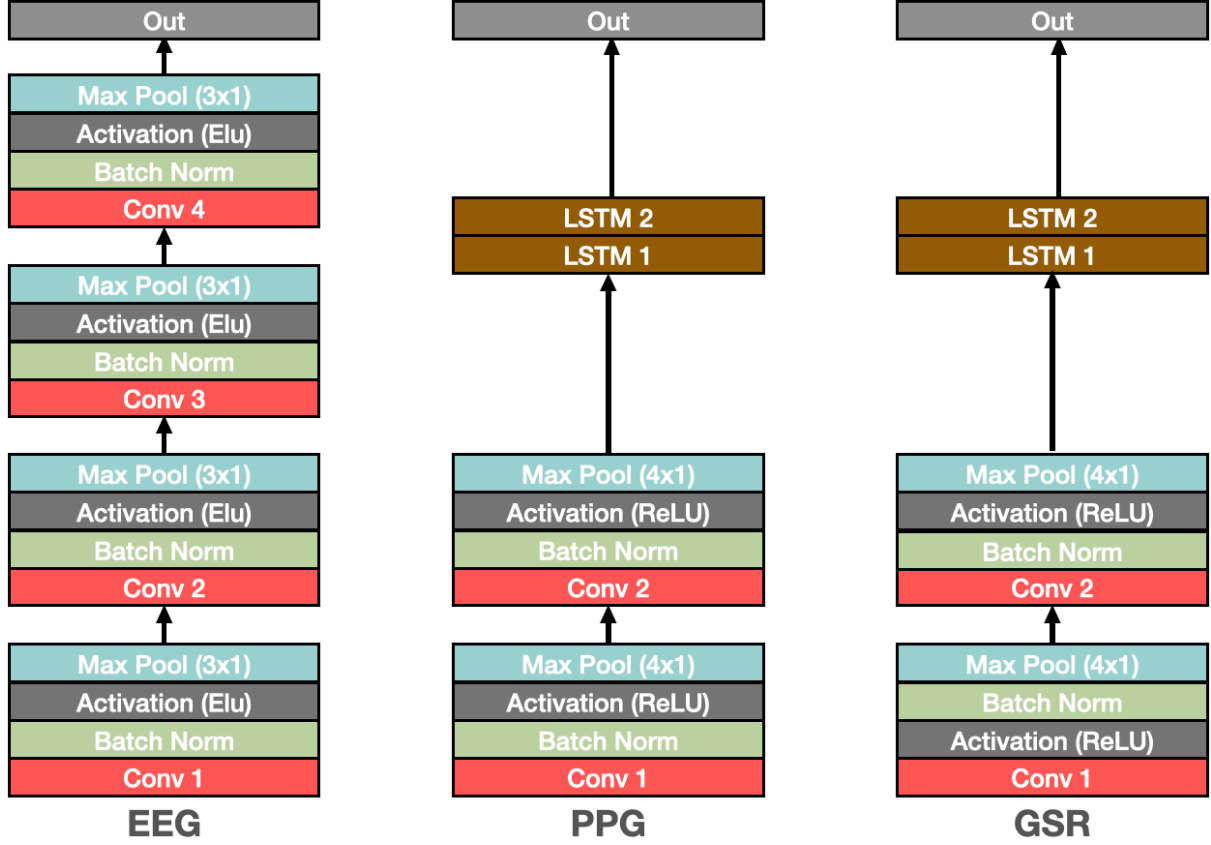 Out
Max Pool (3x1)
Activation (Elu)
Batch Norm
Conv 4
Max Pool (3x1)
Activation (Elu)
Batch Norm
Conv 3
Max Pool (3x1)
Activation (Elu)
Batch Norm
Conv 2
Max Pool (3x1)
Activation (Elu)
Batch Norm
Conv 1
EEG
Out
LSTM 2
LSTM 1
Max Pool (4x1)
Activation (ReLU)
Batch Norm
Conv 2
Max Pool (4x1)
Activation (ReLU)
Batch Norm
Conv 1
PPG
Out
LSTM 2
LSTM 1
Max Pool (4x1)
Activation (ReLU)
Batch Norm
Conv 2
Max Pool (4x1)
Batch Norm
Activation (ReLU)
Conv 1
GSR